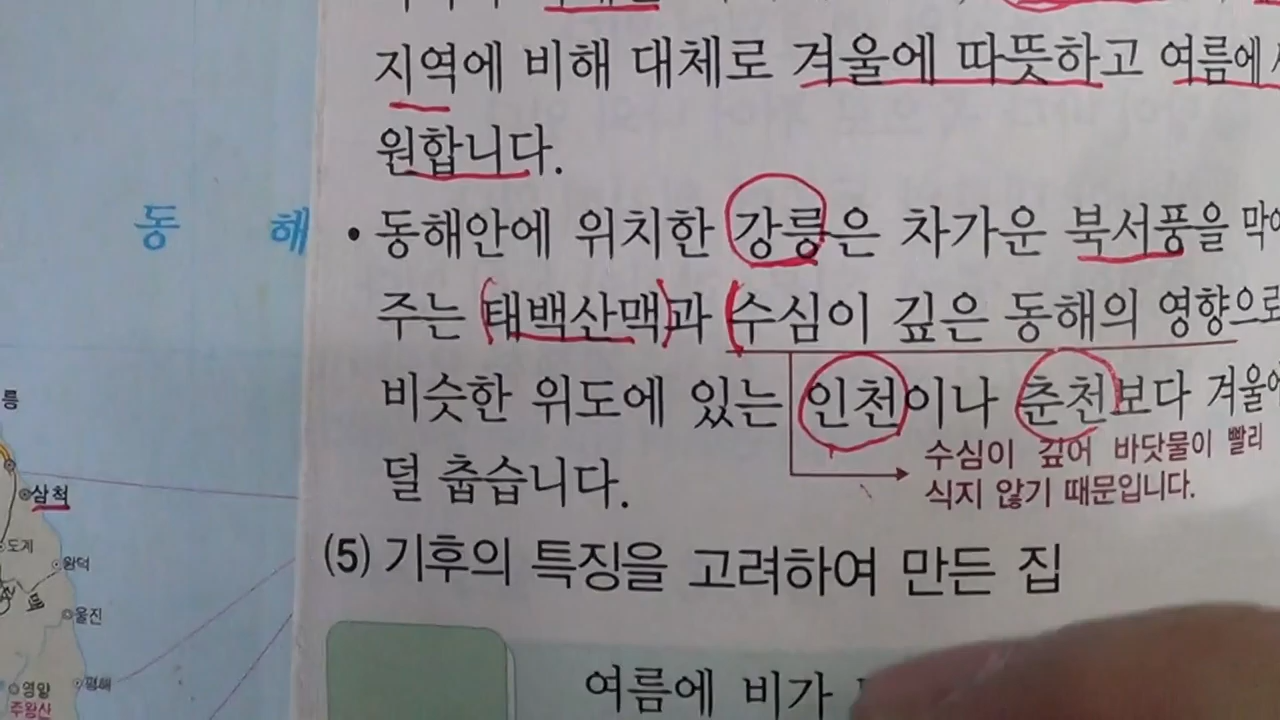 지역에 비해 대체로 겨울에 따뜻하고 여름에
원합니다.
• 동해안에 위치한 강릉은 차가운 북서풍을 막아
주는 태백산맥과 수심이 깊은 동해의 영향으로
비슷한 위도에 있는 인천이나 춘천보다 겨울에
덜 춥습니다.
수심이 깊어 바닷물이 빨리
식지 않기 때문입니다.
(5) 기후의 특징을 고려하여 만든 집
여름에 비가
동 해
릉
삼척
도계
왕덕
맥
울진
평해
영양
주왕산